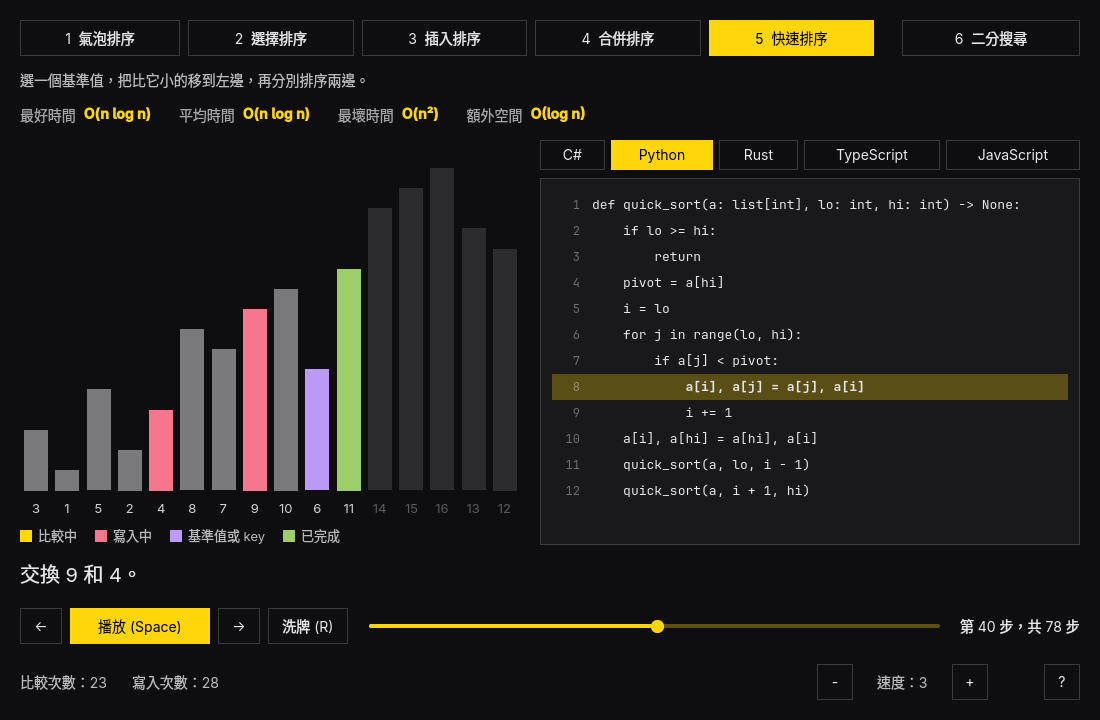 1 氣泡排序 2 選擇排序 3 插入排序 4 合併排序 5 快速排序 6 二分搜尋
選一個基準值，把比它小的移到左邊，再分別排序兩邊。
最好時間 O(n log n) 平均時間 O(n log n) 最壞時間 O(n²) 額外空間 O(log n)
C# Python Rust TypeScript JavaScript
1 def quick_sort(a: list[int], lo: int, hi: int) -> None:
2     if lo >= hi:
3         return
4     pivot = a[hi]
5     i = lo
6     for j in range(lo, hi):
7         if a[j] < pivot:
8             a[i], a[j] = a[j], a[i]
9             i += 1
10     a[i], a[hi] = a[hi], a[i]
11     quick_sort(a, lo, i - 1)
12     quick_sort(a, i + 1, hi)
3 1 5 2 4 8 7 9 10 6 11 14 15 16 13 12
比較中 寫入中 基準值或 key 已完成
交換 9 和 4。
← 播放 (Space) → 洗牌 (R) 第 40 步，共 78 步
比較次數：23 寫入次數：28 - 速度：3 + ?